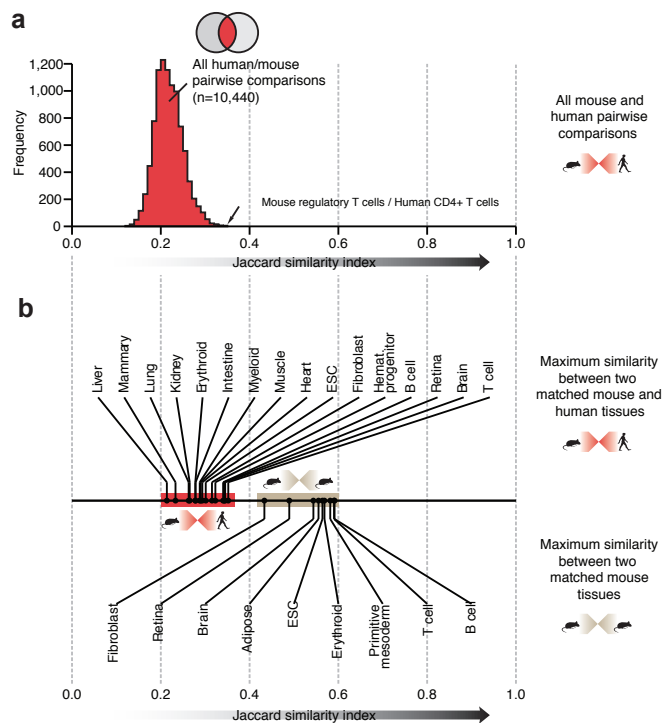 a
All human/mouse
pairwise comparisons
(n=10,440)
Frequency
1,200
1,000
800
600
400
200
0
Mouse regulatory T cells / Human CD4+ T cells
0.0
0.2
0.4
0.6
0.8
1.0
Jaccard similarity index
All mouse and
human pairwise
comparisons
b
Liver
Mammary
Lung
Kidney
Erythroid
Intestine
Myeloid
Muscle
Heart
ESC
Fibroblast
Hemat.
progenitor
B cell
Retina
Brain
T cell
Maximum similarity
between two
matched mouse and
human tissues
Fibroblast
Retina
Brain
Adipose
ESC
Erythroid
Primitive
mesoderm
T cell
B cell
Maximum similarity
between two
matched mouse
tissues
0.0
0.2
0.4
0.6
0.8
1.0
Jaccard similarity index